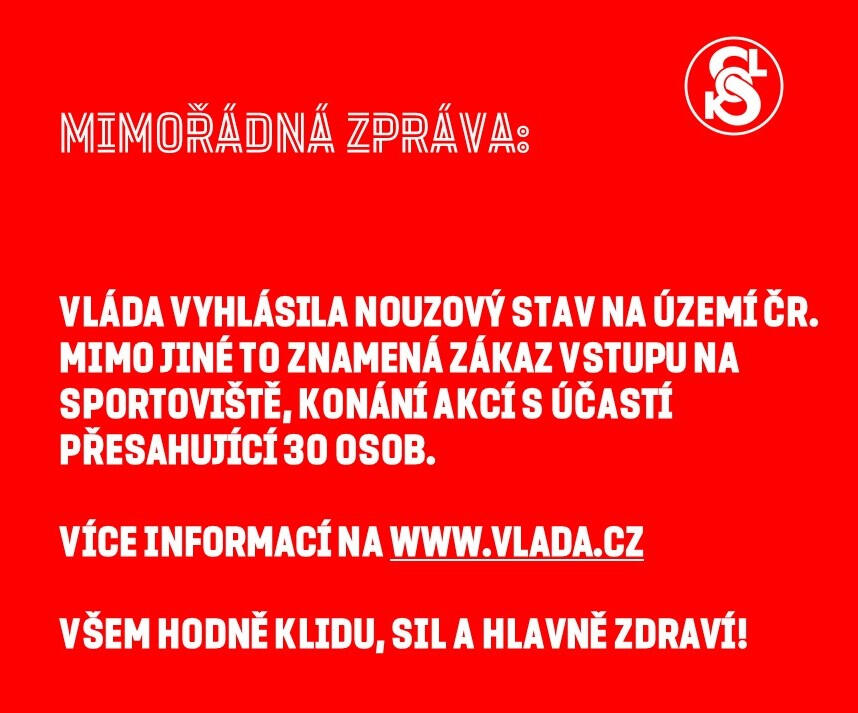 SSKL
MIMOŘÁDNÁ ZPRÁVA:
VLÁDA VYHLÁSILA NOUZOVÝ STAV NA ÚZEMÍ ČR.
MIMO JINÉ TO ZNAMENÁ ZÁKAZ VSTUPU NA
SPORTOVIŠTĚ, KONÁNÍ AKCÍ S ÚČASTÍ
PŘESAHUJÍCÍ 30 OSOB.
VÍCE INFORMACÍ NA WWW.VLADA.CZ
VŠEM HODNĚ KLIDU, SIL A HLAVNĚ ZDRAVÍ!